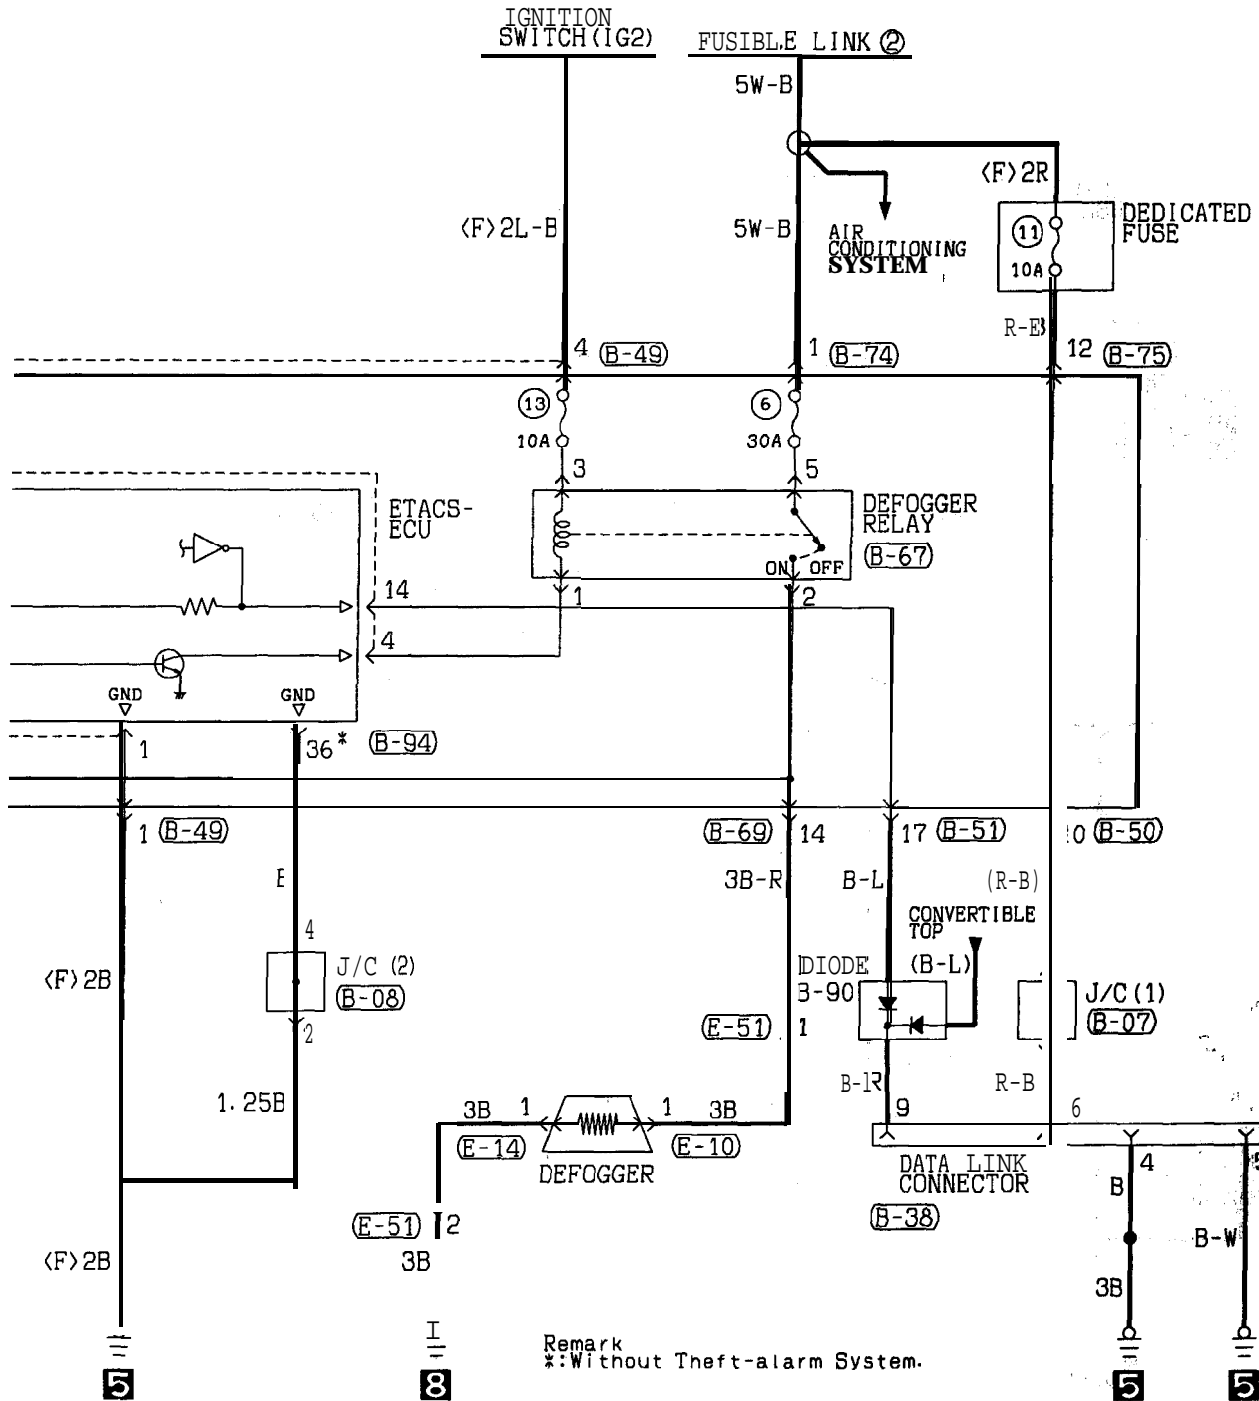 IGNITION
SWITCH(IG2)
FUSIBLE LINK ②
5W-B
<F>2R
<F>2L-B
5W-B
AIR
CONDITIONING
SYSTEM
DEDICATED
FUSE
11
10A
4 (B-49)
1 (B-74)
12 (B-75)
13
10A
6
30A
3
5
ETACS-
ECU
DEFOGGER
RELAY
(B-67)
ON OFF
14
1
2
4
GND
GND
1
36* (B-94)
1 (B-49)
(B-69) 14
17 (B-51)
(B-50)
3B-R
B-L
(R-B)
CONVERTIBLE
TOP
(B-L)
4
J/C (2)
(B-08)
2
<F>2B
DIODE
B-90
J/C(1)
(B-07)
(E-51) 1
1.25B
R-B
9
6
3B 1
1 3B
(E-14)
(E-10)
DEFOGGER
DATA LINK
CONNECTOR
(B-38)
4
B
B-W
(E-51) 2
3B
<F>2B
3B
Remark
*:Without Theft-alarm System.
5
8
5
5